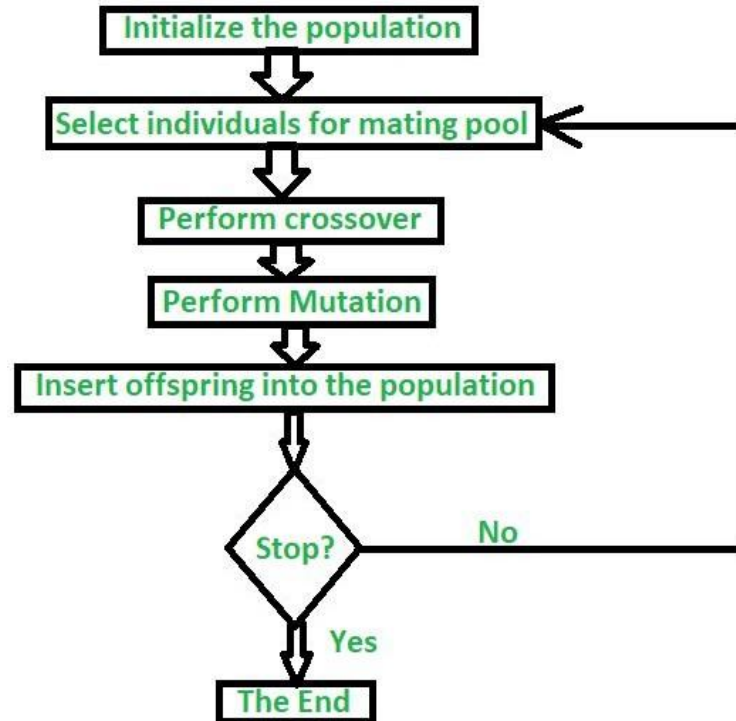 Initialize the population
Select individuals for mating pool
Perform crossover
Perform Mutation
Insert offspring into the population
Stop?
No
Yes
The End